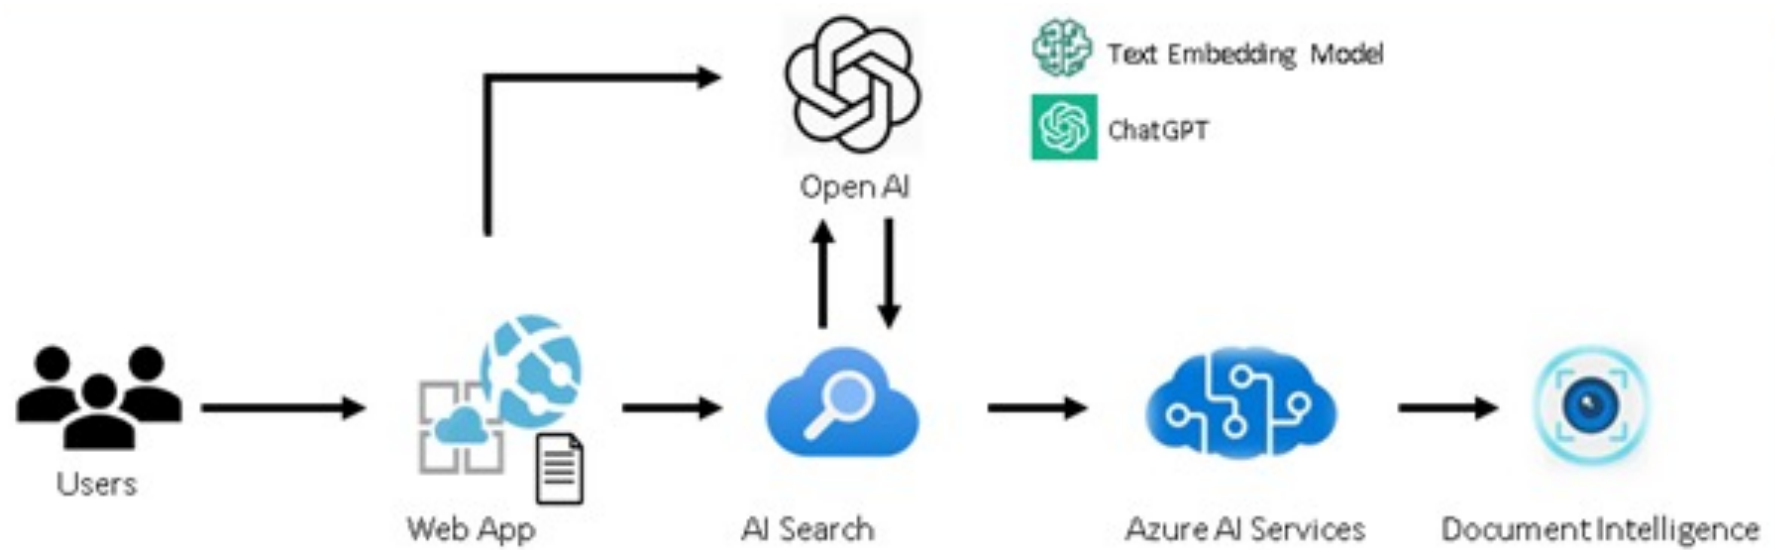 Text Embedding Model
ChatGPT
Open AI
Users
Web App
AI Search
Azure AI Services
Document Intelligence